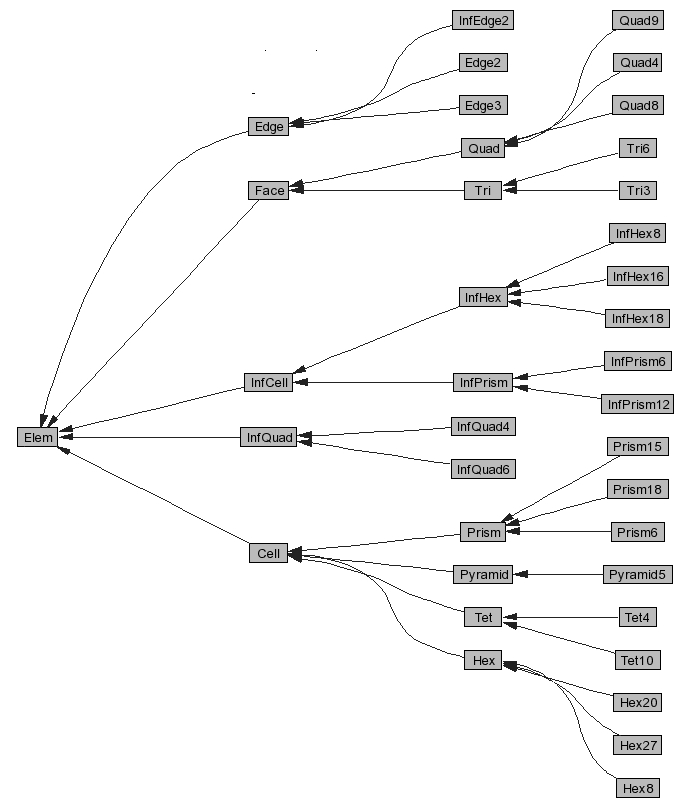 InfEdge2
Quad9
Edge2
Quad4
Edge3
Quad8
Edge
Quad
Tri6
Face
Tri
Tri3
InfHex8
InfHex16
InfHex
InfHex18
InfPrism6
InfCell
InfPrism
InfPrism12
InfQuad4
Elem
InfQuad
Prism15
InfQuad6
Prism18
Prism
Prism6
Cell
Pyramid
Pyramid5
Tet
Tet4
Hex
Tet10
Hex20
Hex27
Hex8